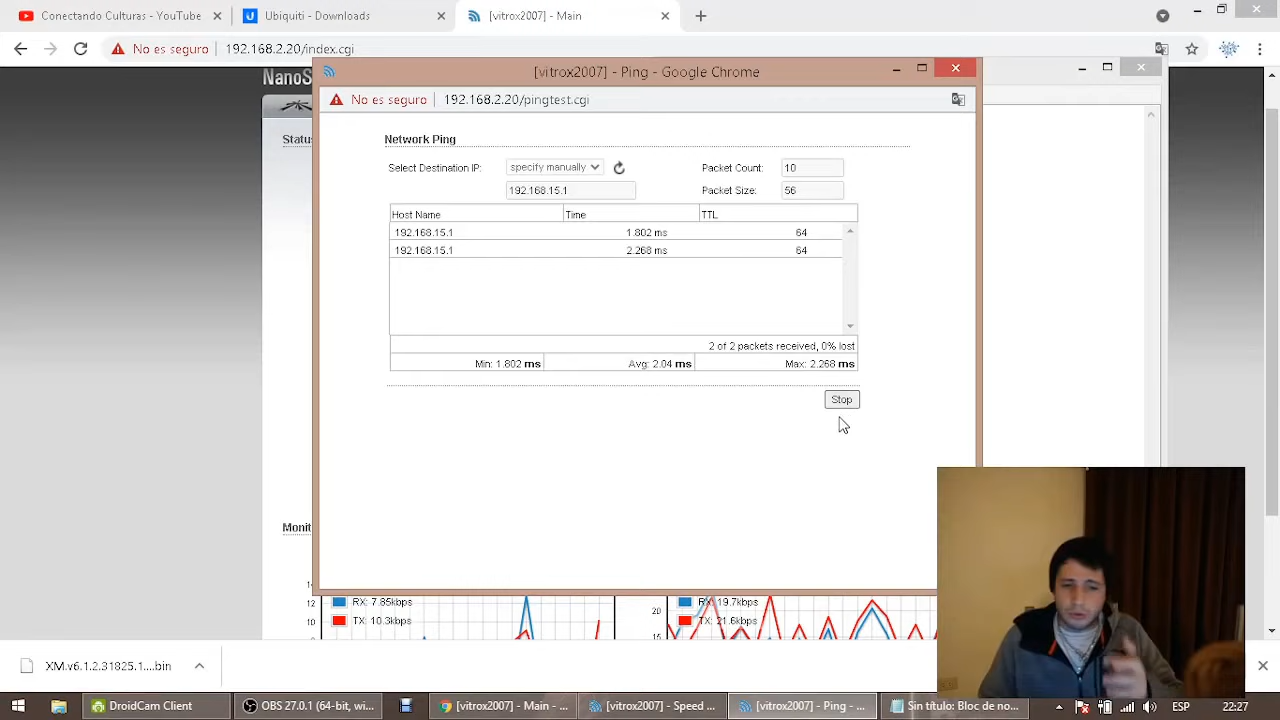 Conectando Culturas - YouTube
Ubiquiti - Downloads
[vitrox2007] - Main
No es seguro
192.168.2.20/index.cgi
NanoS
[vitrox2007] - Ping - Google Chrome
No es seguro
192.168.2.20/pingtest.cgi
Status
Network Ping
Select Destination IP:
specify manually
Packet Count:
10
192.168.15.1
Packet Size:
56
Host Name
Time
TTL
192.168.15.1
1.802 ms
64
192.168.15.1
2.268 ms
64
2 of 2 packets received, 0% lost
Min: 1.802 ms
Avg: 2.04 ms
Max: 2.268 ms
Stop
Monit
RX: 7.85kbps
TX: 10.3kbps
12
10
RX: 19.7kbps
TX: 21.6kbps
20
15
XM.v6.1.2.31825.1....bin
DroidCam Client
OBS 27.0.1 (64-bit, wi...
[vitrox2007] - Main - ...
[vitrox2007] - Speed ...
[vitrox2007] - Ping - ...
Sin título: Bloc de no...
ESP
22:27